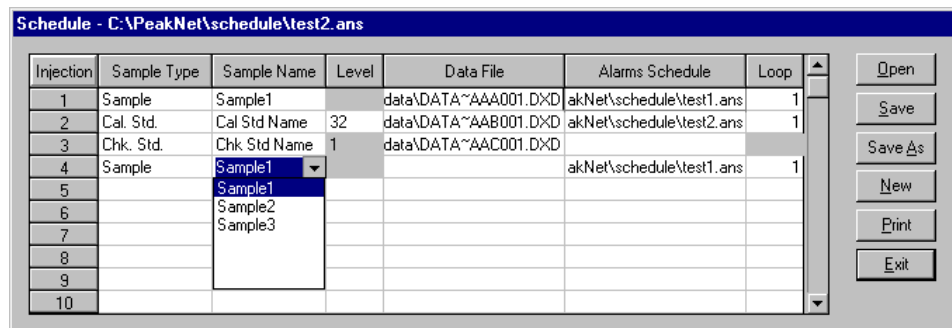 Schedule - C:\PeakNet\schedule\test2.ans
Injection Sample Type Sample Name Level Data File Alarms Schedule Loop
1 Sample Sample1 data\DATA~AAA001.DXD akNet\schedule\test1.ans 1
2 Cal. Std. Cal Std Name 32 data\DATA~AAB001.DXD akNet\schedule\test2.ans 1
3 Chk. Std. Chk Std Name 1 data\DATA~AAC001.DXD
4 Sample Sample1 akNet\schedule\test1.ans 1
5 Sample1
6 Sample2
7 Sample3
8
9
10
Open
Save
Save As
New
Print
Exit